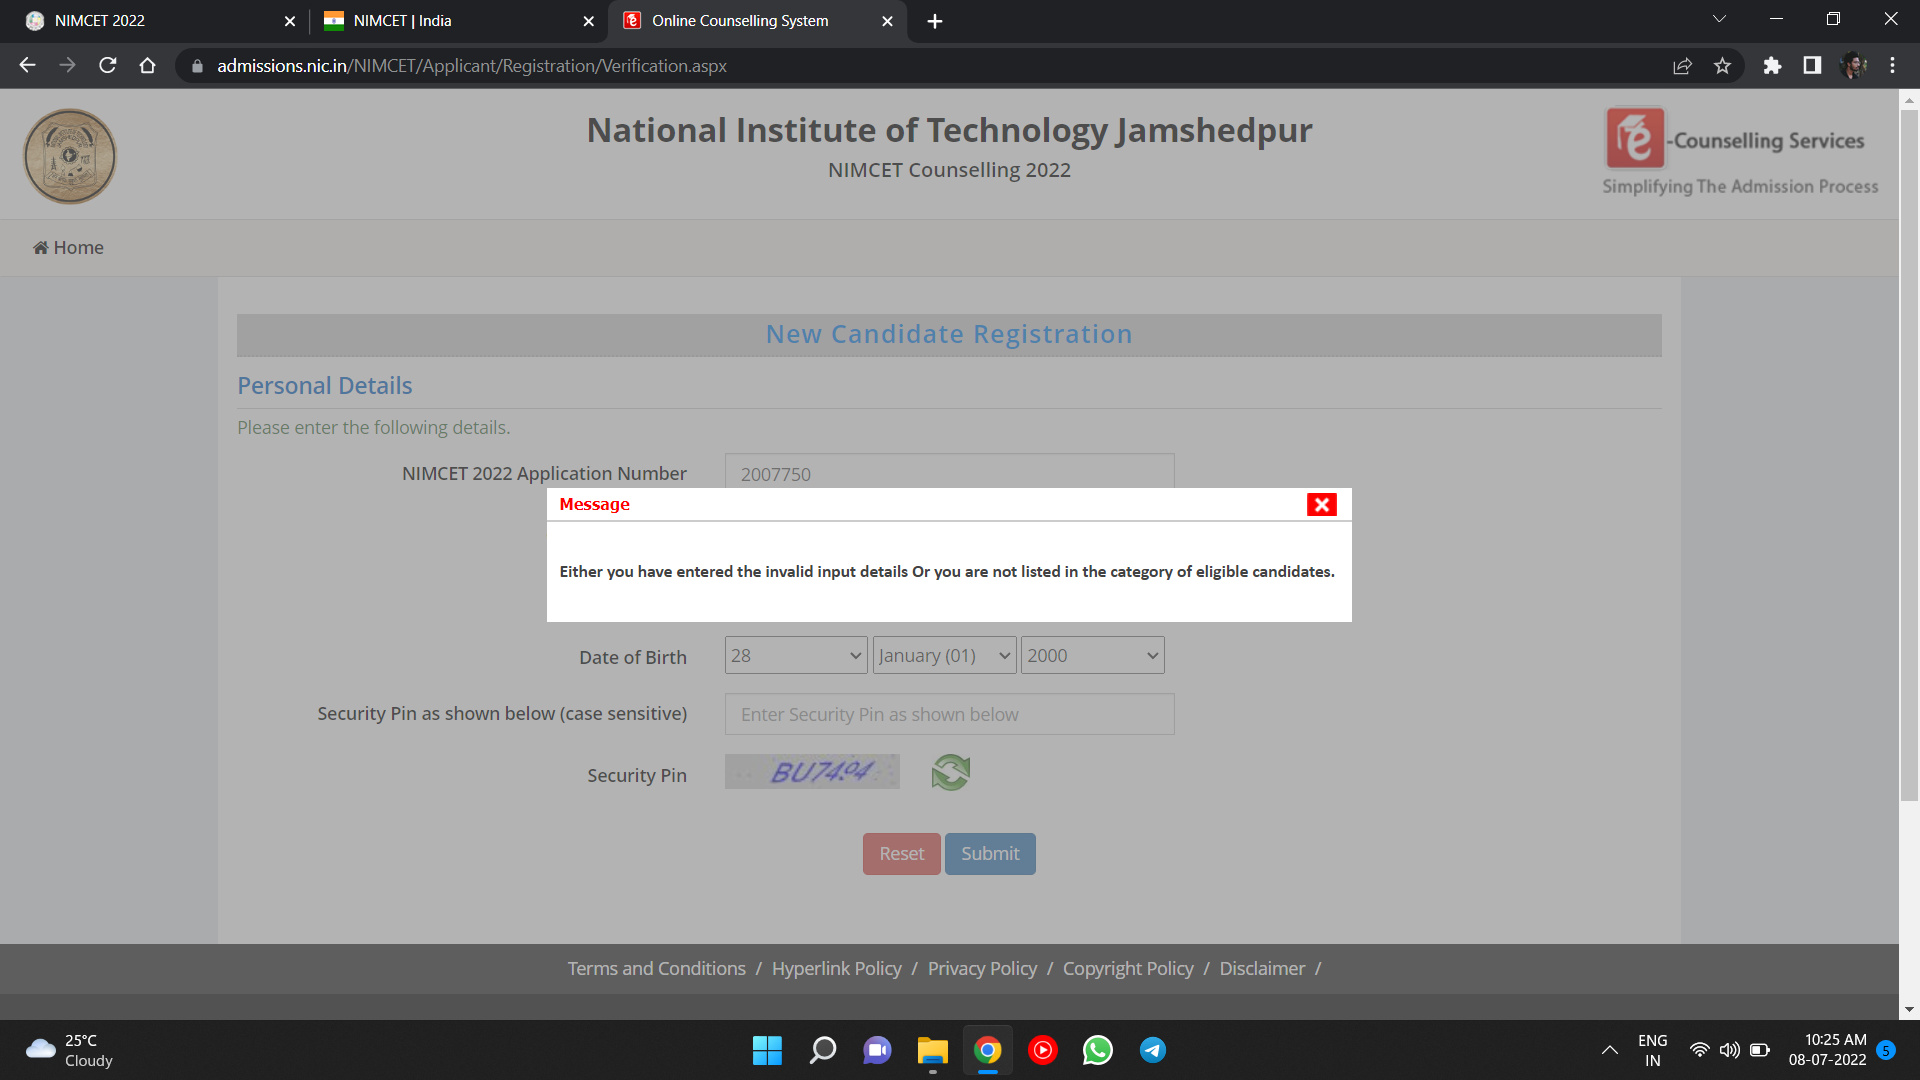 NIMCET 2022
NIMCET | India
Online Counselling System
admissions.nic.in/NIMCET/Applicant/Registration/Verification.aspx
National Institute of Technology Jamshedpur
NIMCET Counselling 2022
-Counselling Services
Simplifying The Admission Process
Home
New Candidate Registration
Personal Details
Please enter the following details.
NIMCET 2022 Application Number 2007750
Message
Either you have entered the invalid input details Or you are not listed in the category of eligible candidates.
Date of Birth 28 January (01) 2000
Security Pin as shown below (case sensitive) Enter Security Pin as shown below
Security Pin BU7494
Reset Submit
Terms and Conditions / Hyperlink Policy / Privacy Policy / Copyright Policy / Disclaimer /
25°C
Cloudy
ENG
IN
10:25 AM
08-07-2022
5